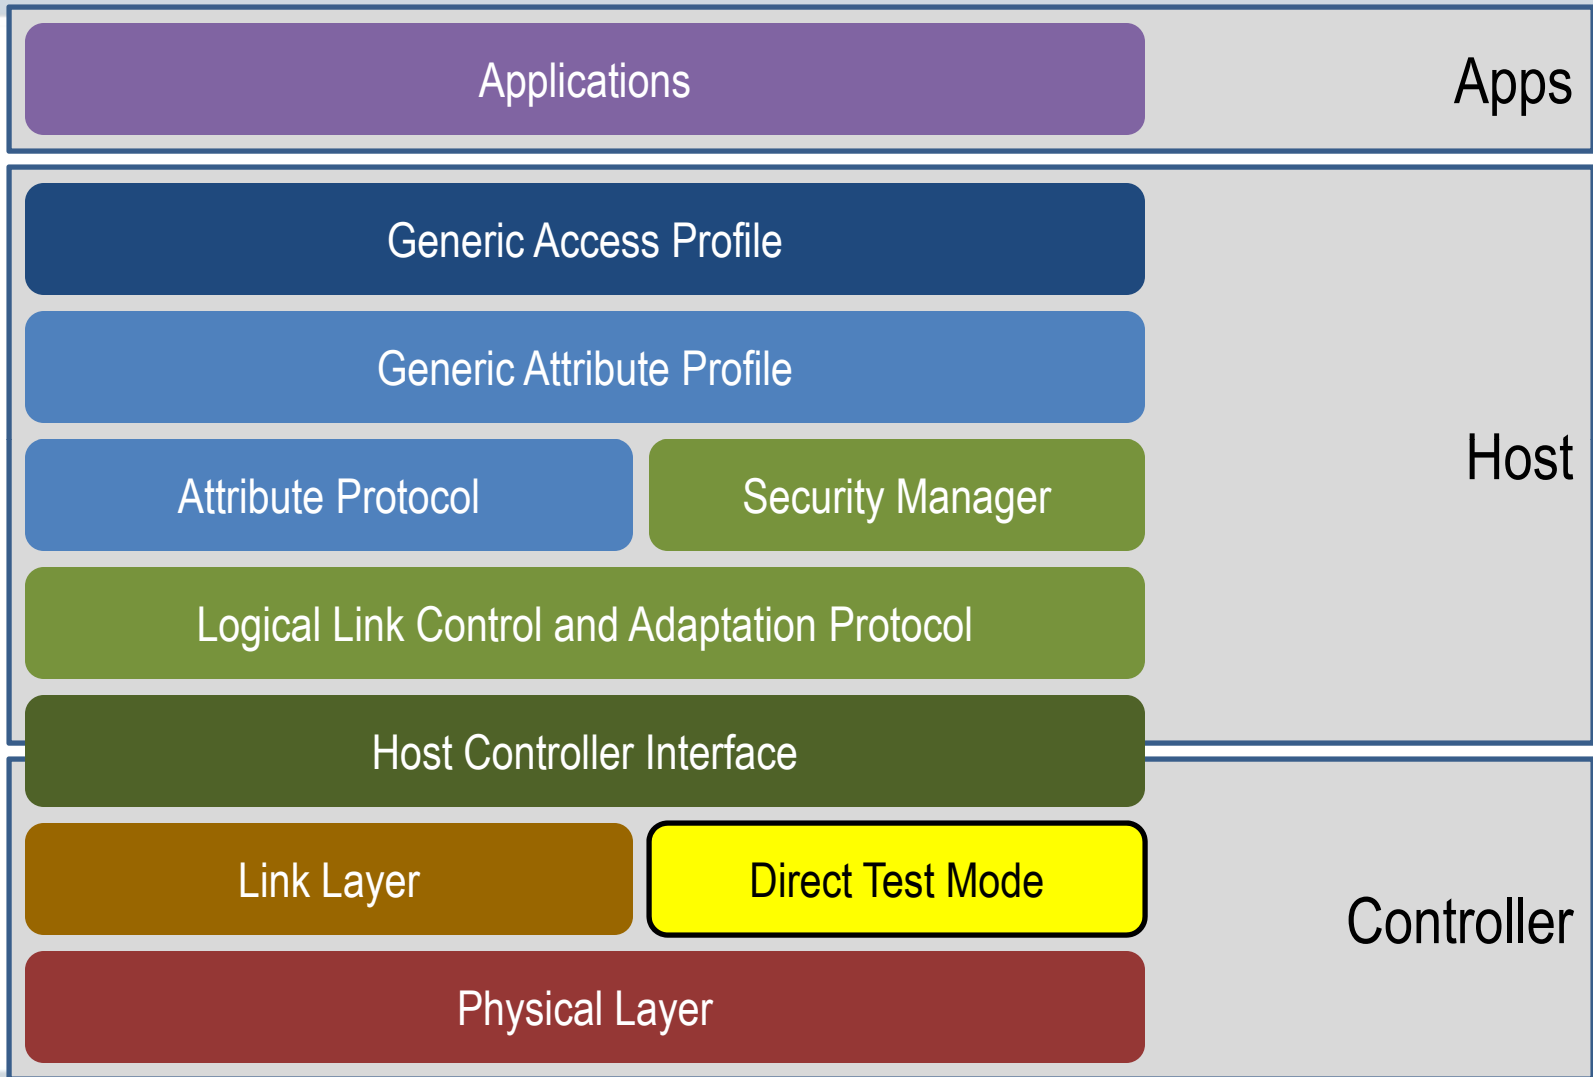 Applications
Apps
Generic Access Profile
Generic Attribute Profile
Attribute Protocol
Security Manager
Host
Logical Link Control and Adaptation Protocol
Host Controller Interface
Link Layer
Direct Test Mode
Controller
Physical Layer